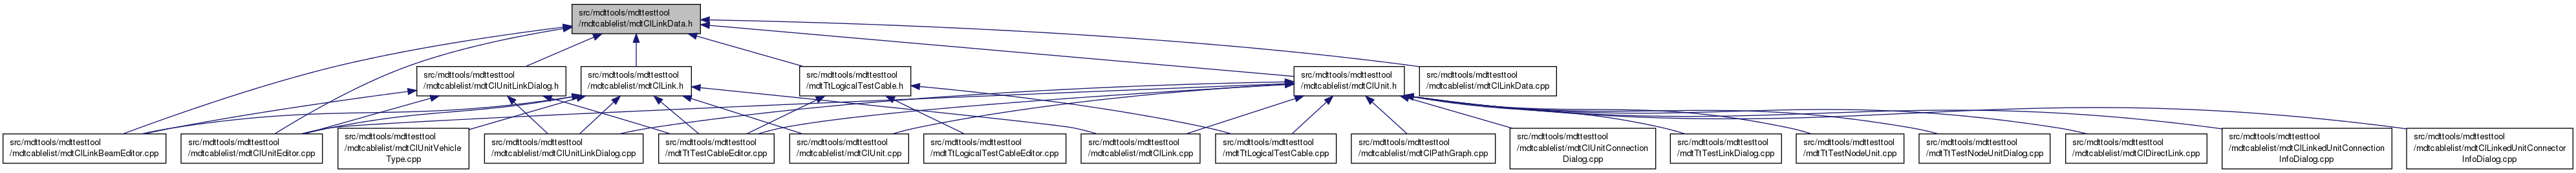 src/mdttools/mdttesttool
/mdtcablelist/mdtClLinkData.h
src/mdttools/mdttesttool
/mdtcablelist/mdtClUnitLinkDialog.h
src/mdttools/mdttesttool
/mdtcablelist/mdtClLink.h
src/mdttools/mdttesttool
/mdtTtLogicalTestCable.h
src/mdttools/mdttesttool
/mdtcablelist/mdtClUnit.h
src/mdttools/mdttesttool
/mdtcablelist/mdtClLinkData.cpp
src/mdttools/mdttesttool
/mdtcablelist/mdtClLinkBeamEditor.cpp
src/mdttools/mdttesttool
/mdtcablelist/mdtClUnitEditor.cpp
src/mdttools/mdttesttool
/mdtcablelist/mdtClUnitVehicle
Type.cpp
src/mdttools/mdttesttool
/mdtcablelist/mdtClUnitLinkDialog.cpp
src/mdttools/mdttesttool
/mdtTtTestCableEditor.cpp
src/mdttools/mdttesttool
/mdtcablelist/mdtClUnit.cpp
src/mdttools/mdttesttool
/mdtTtLogicalTestCableEditor.cpp
src/mdttools/mdttesttool
/mdtcablelist/mdtClLink.cpp
src/mdttools/mdttesttool
/mdtTtLogicalTestCable.cpp
src/mdttools/mdttesttool
/mdtcablelist/mdtClPathGraph.cpp
src/mdttools/mdttesttool
/mdtcablelist/mdtClUnitConnection
Dialog.cpp
src/mdttools/mdttesttool
/mdtTtTestLinkDialog.cpp
src/mdttools/mdttesttool
/mdtTtTestNodeUnit.cpp
src/mdttools/mdttesttool
/mdtTtTestNodeUnitDialog.cpp
src/mdttools/mdttesttool
/mdtcablelist/mdtClDirectLink.cpp
src/mdttools/mdttesttool
/mdtcablelist/mdtClLinkedUnitConnection
InfoDialog.cpp
src/mdttools/mdttesttool
/mdtcablelist/mdtClLinkedUnitConnector
InfoDialog.cpp